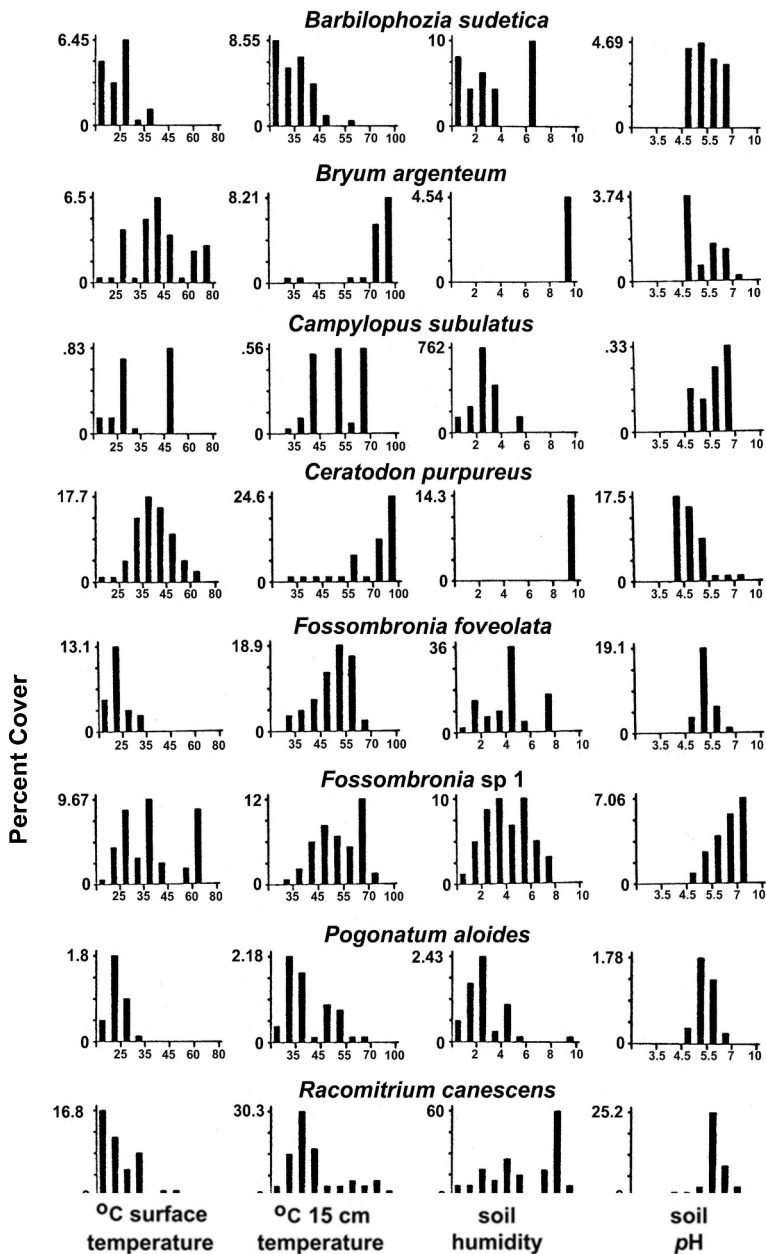 Barbilophozia sudetica
6.45 8.55 10 4.69
0 0 0 0
25 35 45 60 80 35 45 55 70 100 2 4 6 8 10 3.5 4.5 5.5 7 10
Bryum argenteum
6.5 8.21 4.54 3.74
0 0 0 0
25 35 45 60 80 35 45 55 70 100 2 4 6 8 10 3.5 4.5 5.5 7 10
Campylopus subulatus
.83 .56 762 .33
0 0 0 0
25 35 45 60 80 35 45 55 70 100 2 4 6 8 10 3.5 4.5 5.5 7 10
Ceratodon purpureus
17.7 24.6 14.3 17.5
0 0 0 0
25 35 45 60 80 35 45 55 70 100 2 4 6 8 10 3.5 4.5 5.5 7 10
Fossombronia foveolata
13.1 18.9 36 19.1
0 0 0 0
25 35 45 60 80 35 45 55 70 100 2 4 6 8 10 3.5 4.5 5.5 7 10
Percent Cover
Fossombronia sp 1
9.67 12 10 7.06
0 0 0 0
25 35 45 60 80 35 45 55 70 100 2 4 6 8 10 3.5 4.5 5.5 7 10
Pogonatum aloides
1.8 2.18 2.43 1.78
0 0 0 0
25 35 45 60 80 35 45 55 70 100 2 4 6 8 10 3.5 4.5 5.5 7 10
Racomitrium canescens
16.8 30.3 60 25.2
°C surface °C 15 cm soil soil
temperature temperature humidity pH